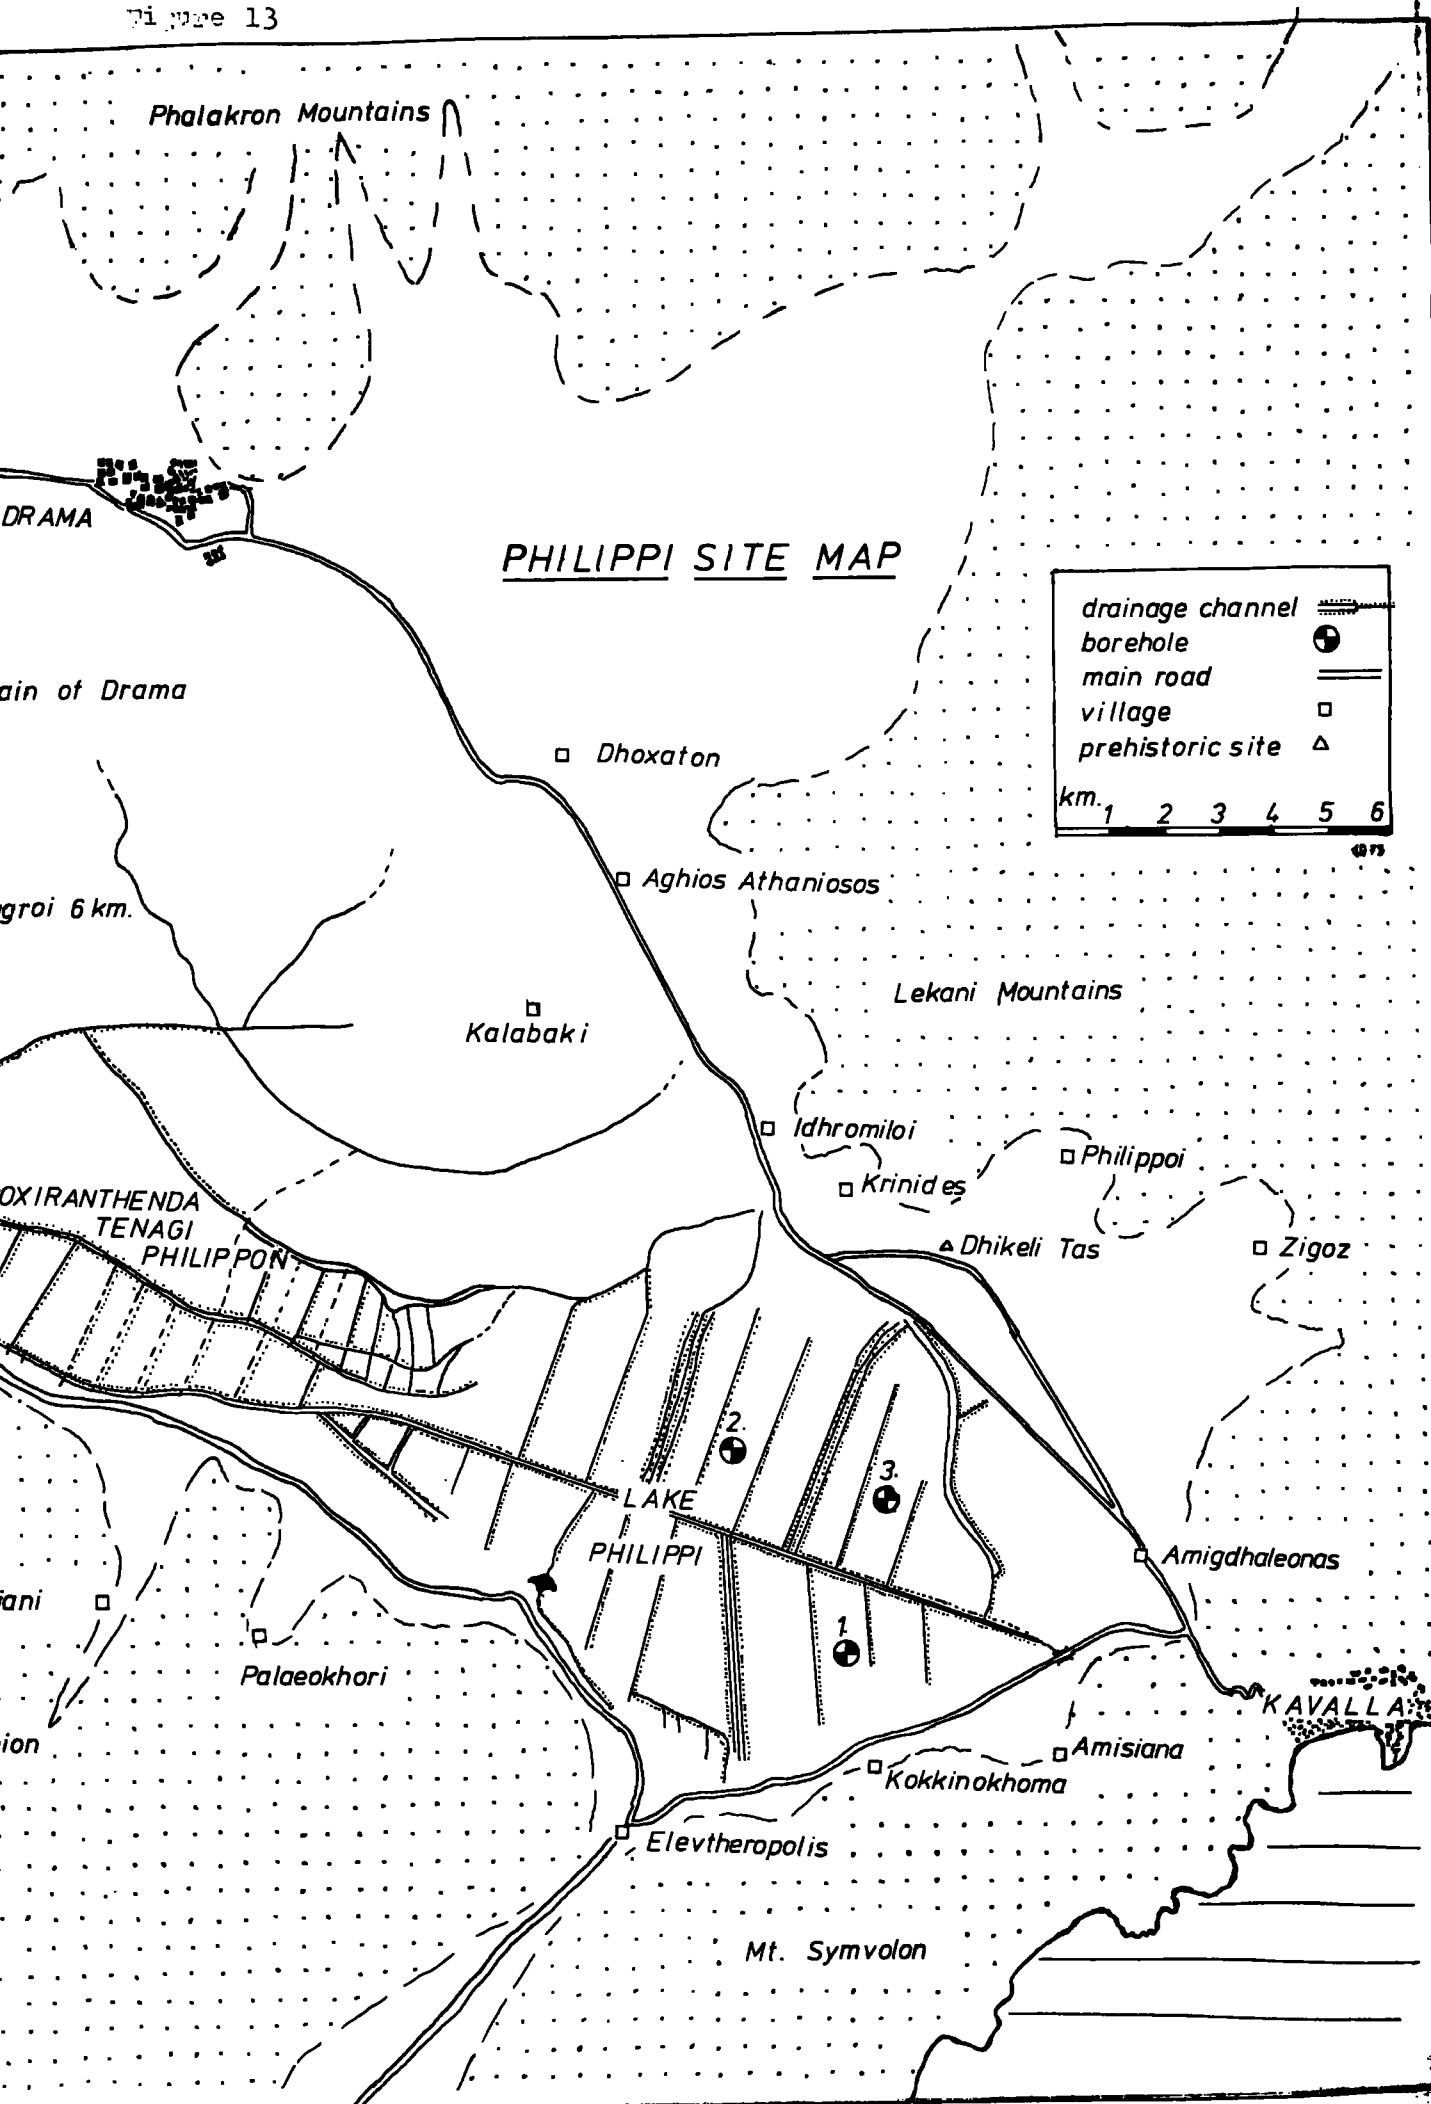 Figure 13
Phalakron Mountains
DRAMA
PHILIPPI SITE MAP
drainage channel
borehole
main road
village
prehistoric site
km. 1 2 3 4 5 6
ain of Drama
Dhoxaton
Aghios Athaniosos
groi 6 km.
Lekani Mountains
Kalabaki
Idhromiloi
Philippoi
Krinides
OXIRANTHENDA
TENAGI
PHILIPPON
Dhikeli Tas
Zigoz
2.
3.
LAKE
PHILIPPI
Amigdhaleonas
iani
1.
Palaeokhori
KAVALLA
ion
Amisiana
Kokkinokhoma
Elevtheropolis
Mt. Symvolon